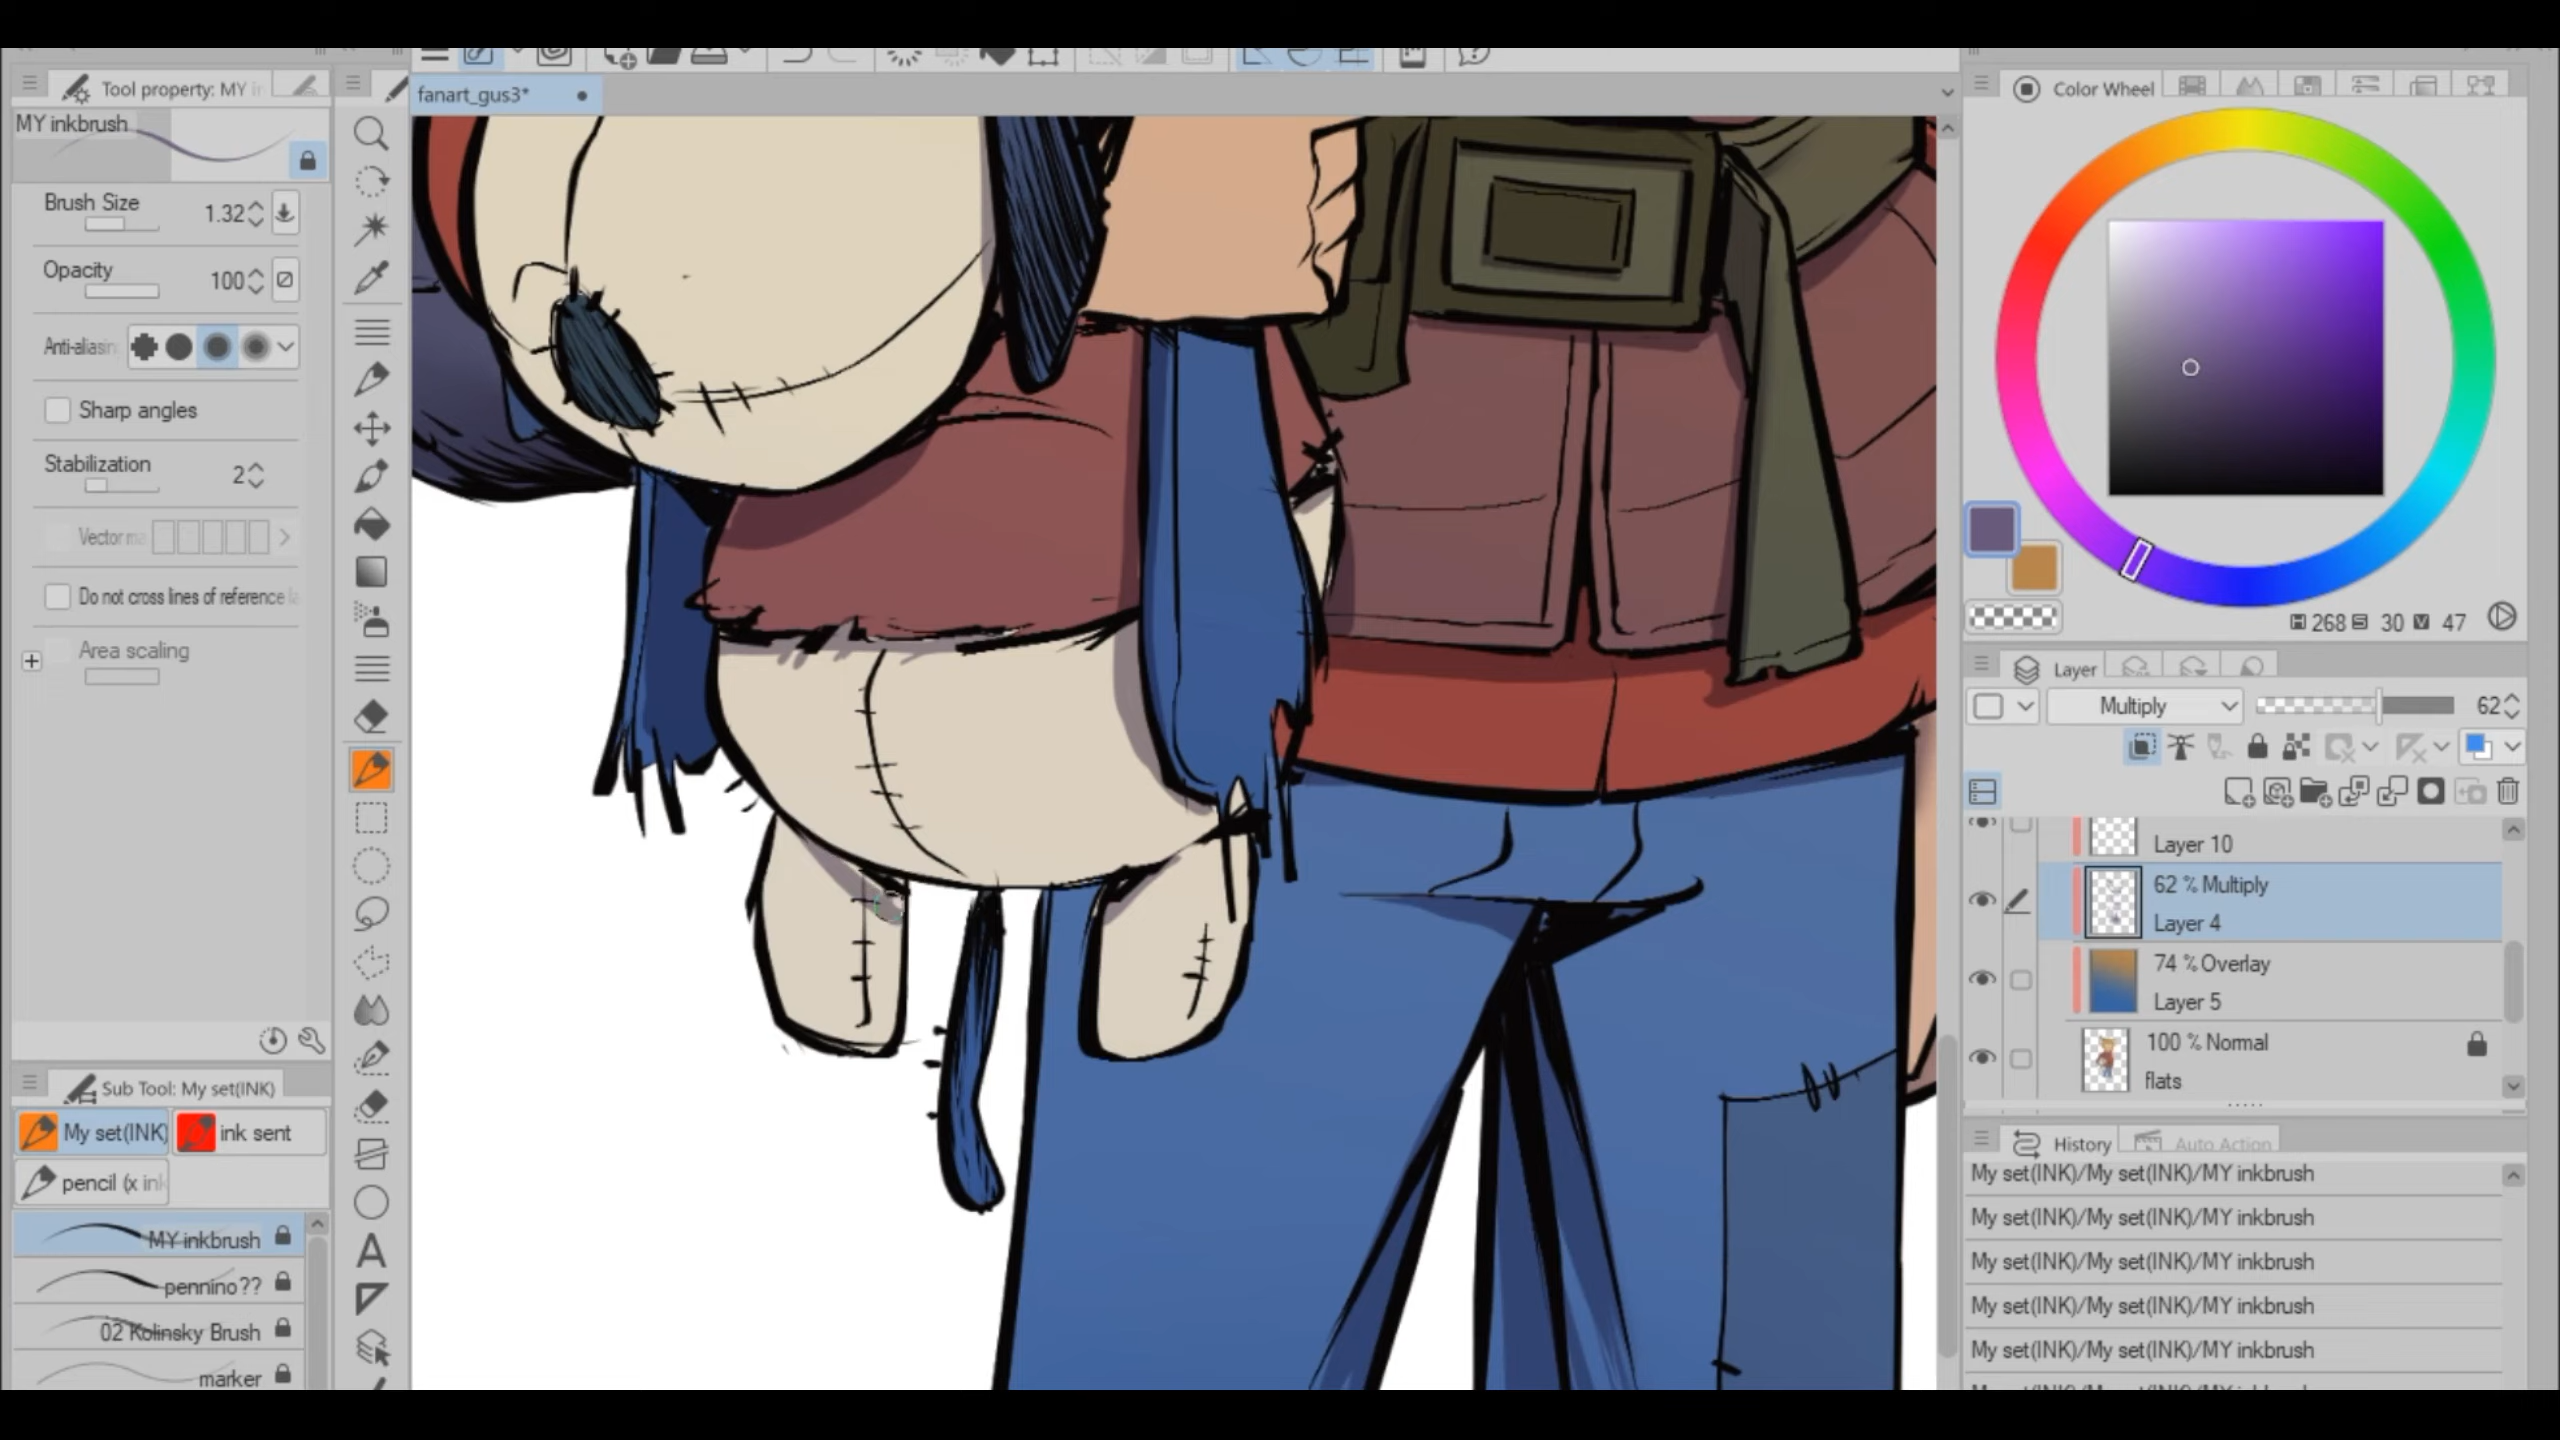 fanart_gus3*
Tool property: MY in
MY inkbrush
Brush Size 1.32
Opacity 100
Anti-aliasin
Sharp angles
Stabilization 2
Vector ma
Do not cross lines of reference la
Area scaling
Sub Tool: My set(INK)
My set(INK)
ink sent
pencil (x ink
MY inkbrush
pennino??
02 Kolinsky Brush
marker
Color Wheel
H 268 S 30 V 47
Layer
Multiply 62
Layer 10
62 % Multiply
Layer 4
74 % Overlay
Layer 5
100 % Normal
flats
History
Auto Action
My set(INK)/My set(INK)/MY inkbrush
My set(INK)/My set(INK)/MY inkbrush
My set(INK)/My set(INK)/MY inkbrush
My set(INK)/My set(INK)/MY inkbrush
My set(INK)/My set(INK)/MY inkbrush